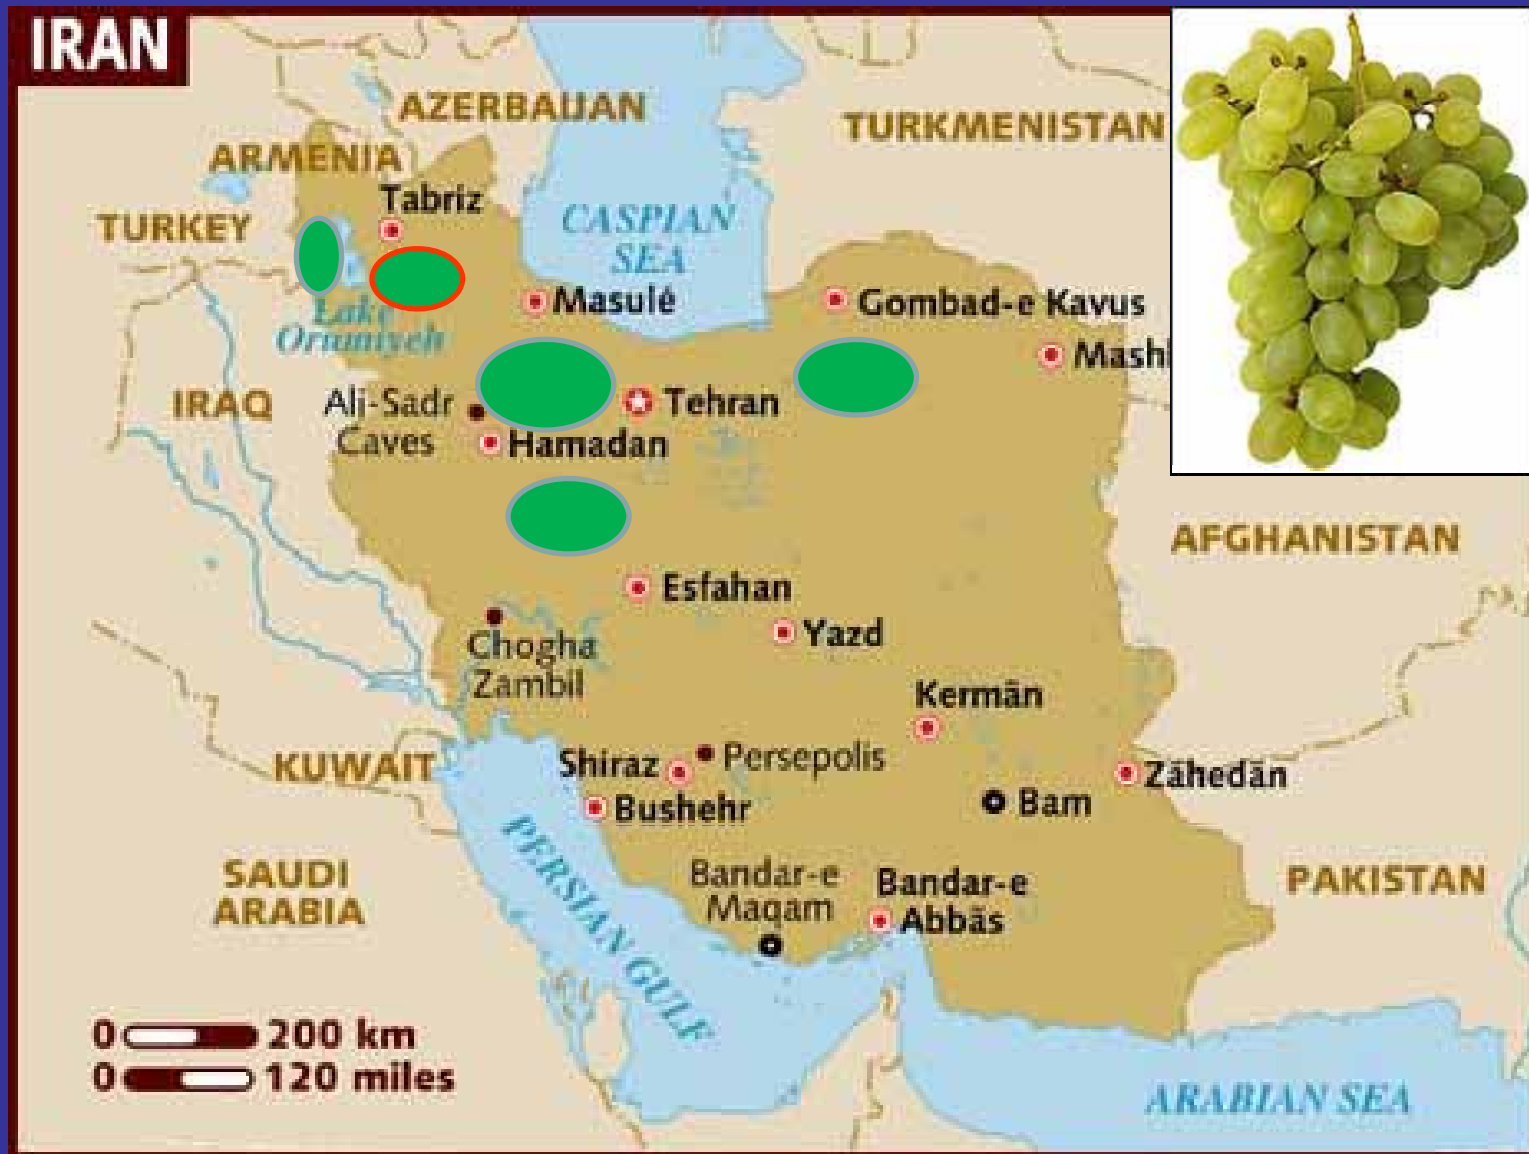 IRAN
AZERBAIJAN
TURKMENISTAN
ARMENIA
Tabriz
TURKEY
CASPIAN
SEA
Masulé
Gombad-e Kavus
Lake
Orumiyeh
Mash
IRAQ
Ali-Sadr
Caves
Tehran
Hamadan
AFGHANISTAN
Esfahan
Chogha
Zambil
Yazd
Kermān
KUWAIT
Shiraz
Persepolis
Zāhedān
Bushehr
Bam
PERSIAN GULF
SAUDI
ARABIA
Bandar-e
Maqam
Bandar-e
Abbās
PAKISTAN
0 200 km
0 120 miles
ARABIAN SEA